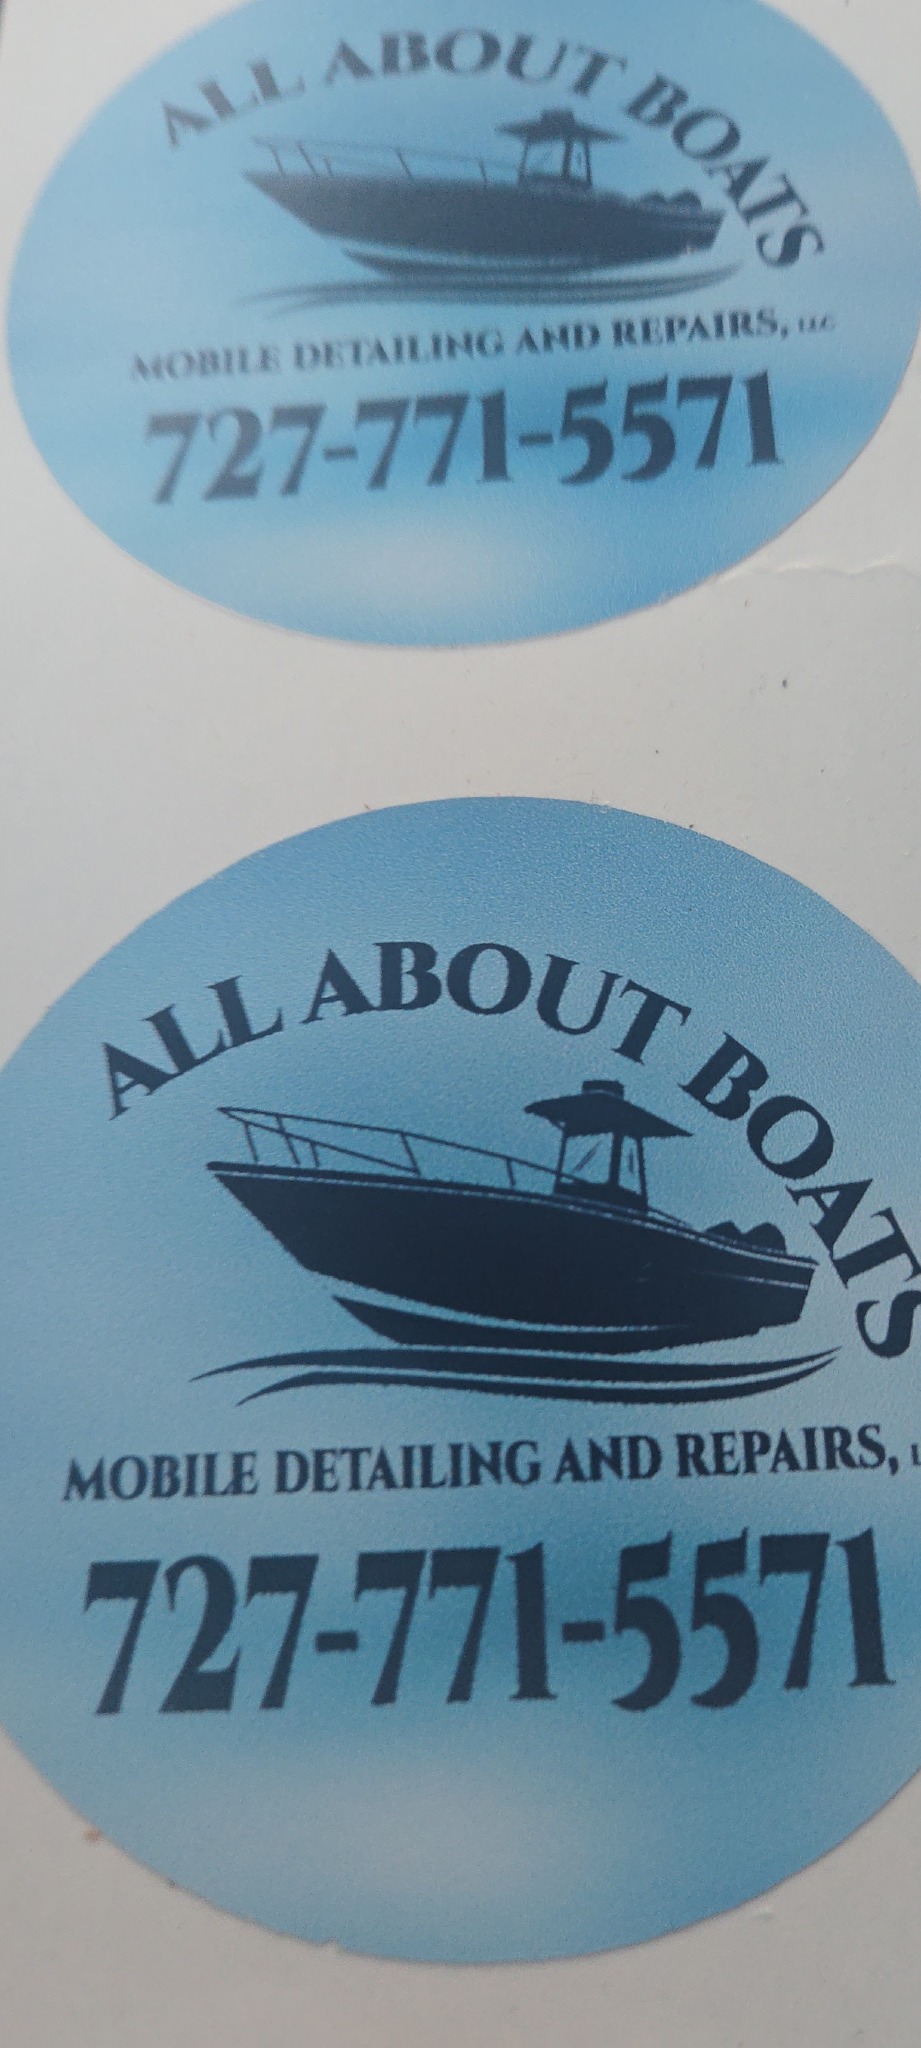 ALL ABOUT BOATS
MOBILE DETAILING AND REPAIRS, LLC
727-771-5571
ALL ABOUT BOATS
MOBILE DETAILING AND REPAIRS, L
727-771-5571